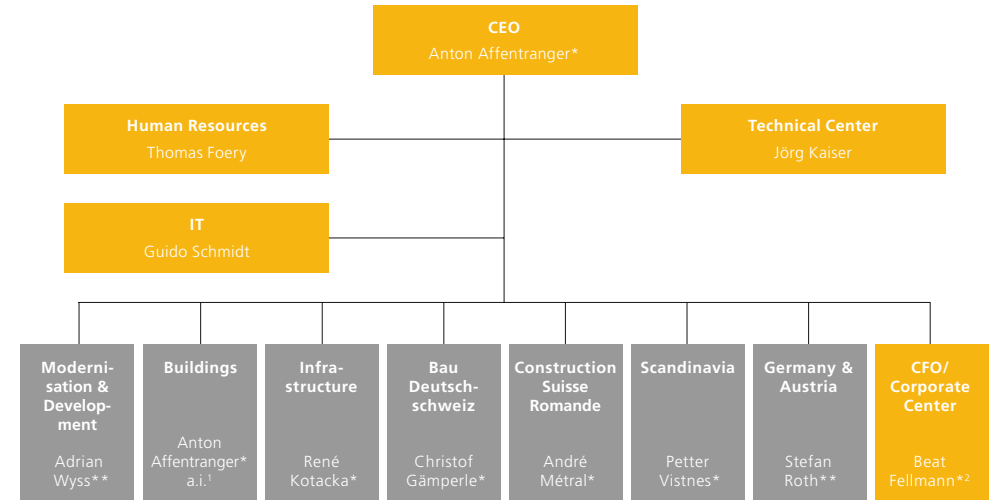 CEO
Anton Affentranger*
Human Resources
Thomas Foery
Technical Center
Jörg Kaiser
IT
Guido Schmidt
Moderni-
sation &
Develop-
ment
Adrian
Wyss**
Buildings
Anton
Affentranger*
a.i.¹
Infra-
structure
René
Kotacka*
Bau
Deutsch-
schweiz
Christof
Gämperle*
Construction
Suisse
Romande
André
Métral*
Scandinavia
Petter
Vistnes*
Germany &
Austria
Stefan
Roth**
CFO/
Corporate
Center
Beat
Fellmann*²